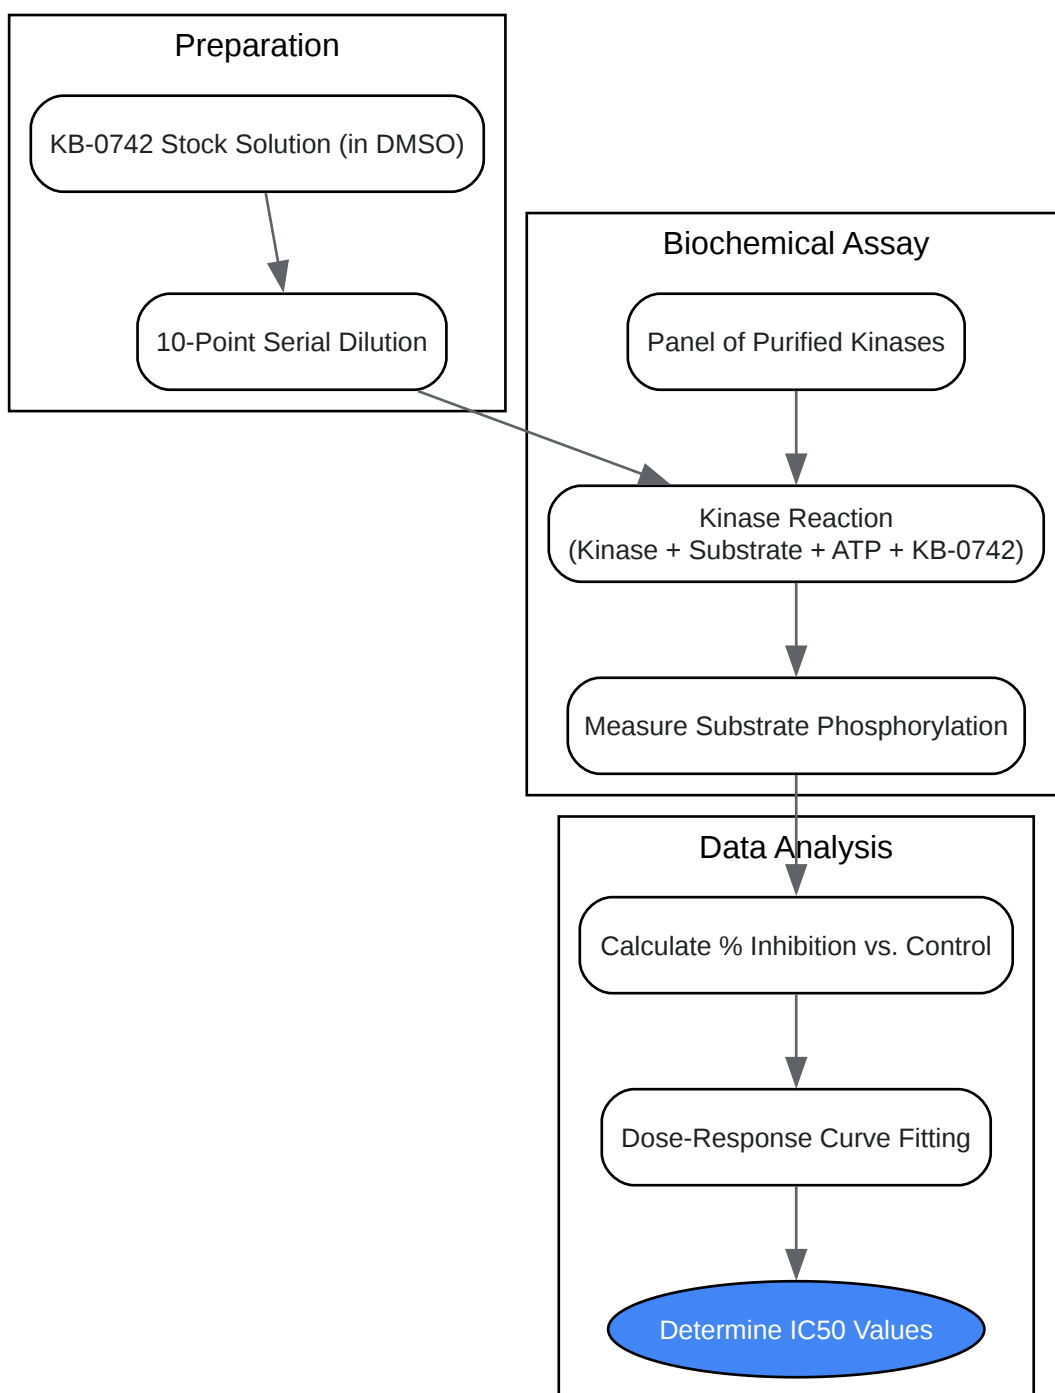 Preparation
KB-0742 Stock Solution (in DMSO)
10-Point Serial Dilution
Biochemical Assay
Panel of Purified Kinases
Kinase Reaction
(Kinase + Substrate + ATP + KB-0742)
Measure Substrate Phosphorylation
Data Analysis
Calculate % Inhibition vs. Control
Dose-Response Curve Fitting
Determine IC50 Values